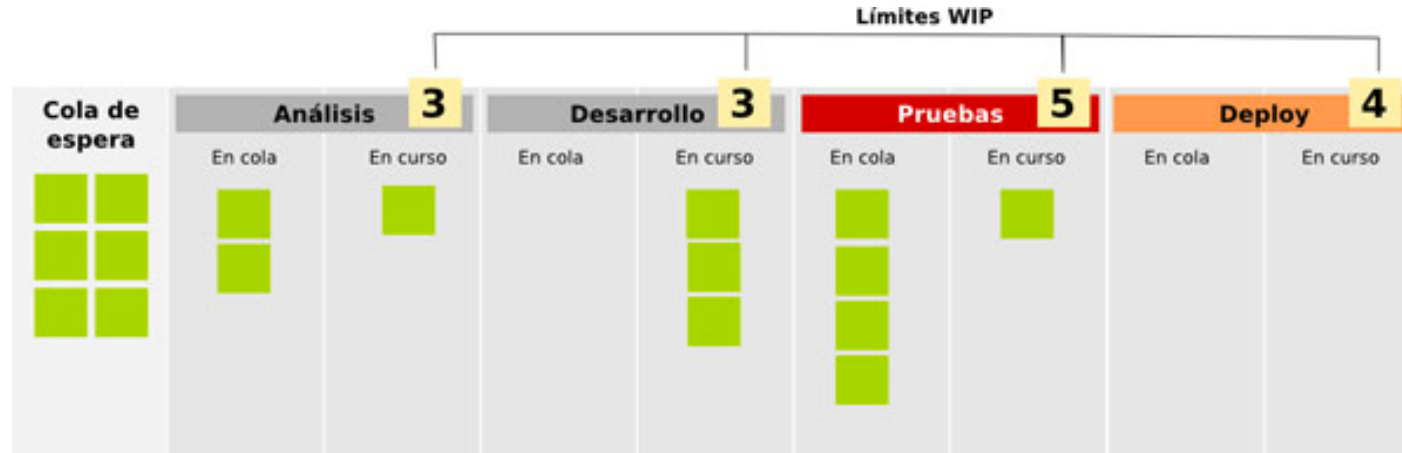 Límites WIP
Cola de
espera
Análisis 3
Desarrollo 3
Pruebas 5
Deploy 4
En cola
En curso
En cola
En curso
En cola
En curso
En cola
En curso